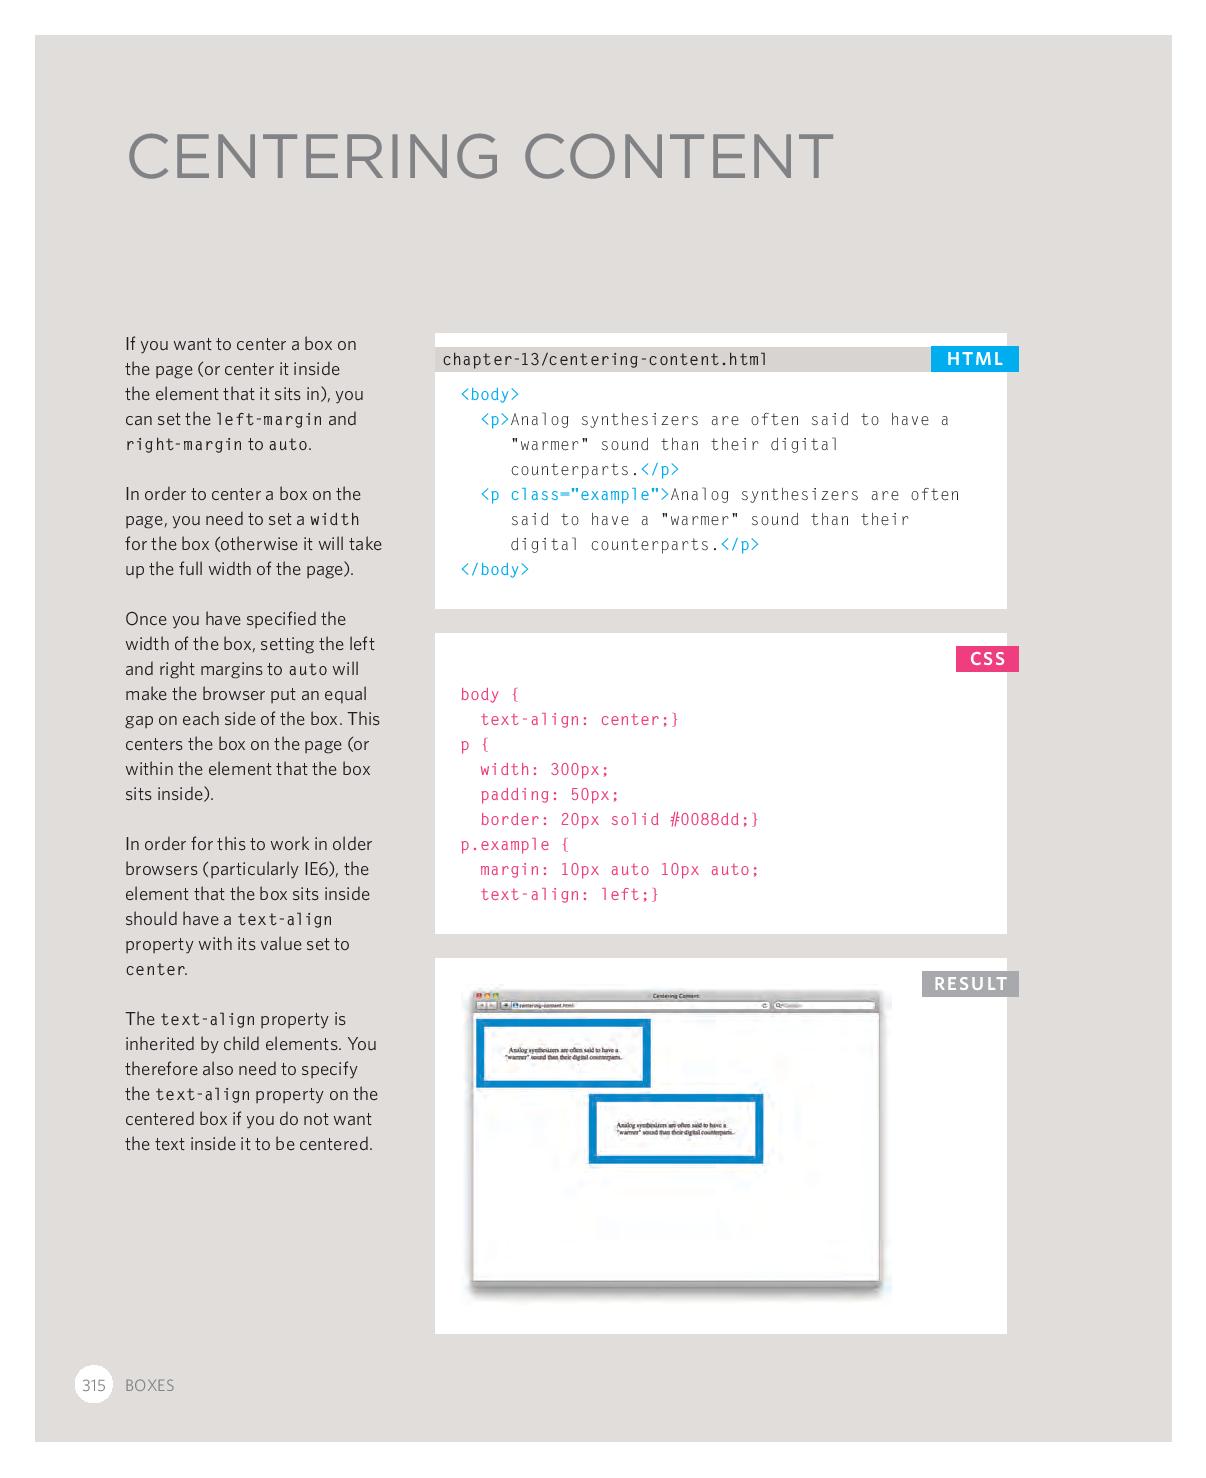 CENTERING CONTENT
If you want to center a box on
the page (or center it inside
the element that it sits in), you
can set the left-margin and
right-margin to auto.
In order to center a box on the
page, you need to set a width
for the box (otherwise it will take
up the full width of the page).
Once you have specified the
width of the box, setting the left
and right margins to auto will
make the browser put an equal
gap on each side of the box. This
centers the box on the page (or
within the element that the box
sits inside).
In order for this to work in older
browsers (particularly IE6), the
element that the box sits inside
should have a text-align
property with its value set to
center.
The text-align property is
inherited by child elements. You
therefore also need to specify
the text-align property on the
centered box if you do not want
the text inside it to be centered.
chapter-13/centering-content.html HTML
<body>
<p>Analog synthesizers are often said to have a
"warmer" sound than their digital
counterparts.</p>
<p class="example">Analog synthesizers are often
said to have a "warmer" sound than their
digital counterparts.</p>
</body>
CSS
body {
text-align: center;}
p {
width: 300px;
padding: 50px;
border: 20px solid #0088dd;}
p.example {
margin: 10px auto 10px auto;
text-align: left;}
RESULT
Centering Content
centering-content.html
Analog synthesizers are often said to have a
"warmer" sound than their digital counterparts.
Analog synthesizers are often said to have a
"warmer" sound than their digital counterparts.
315 BOXES